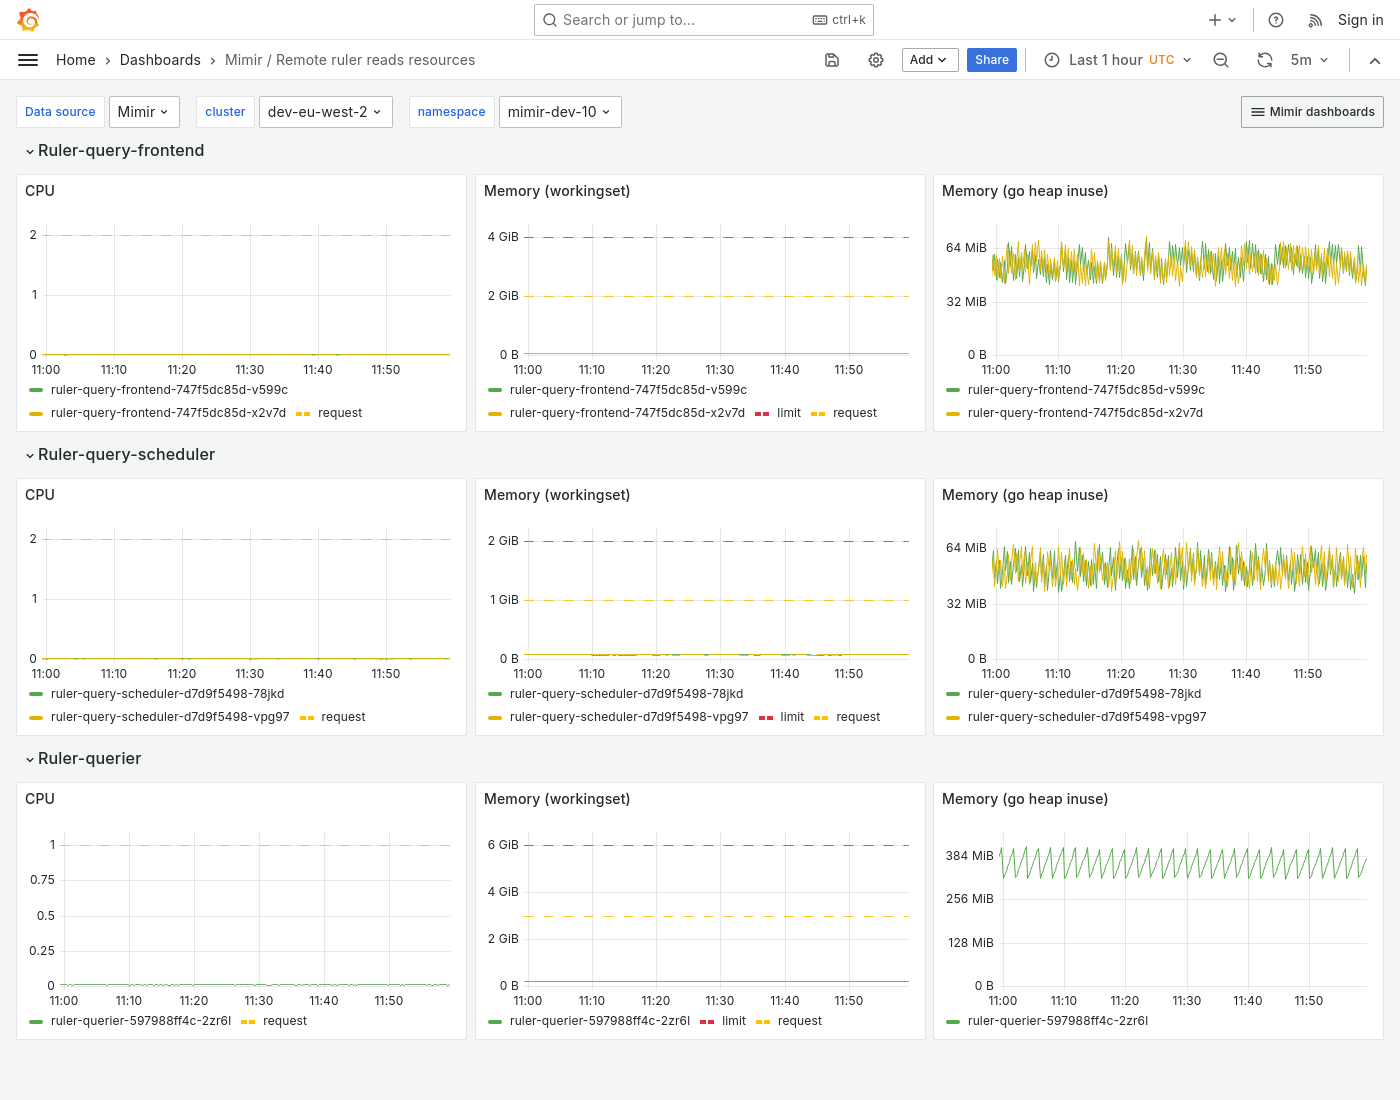 Search or jump to... ctrl+k Sign in
Home › Dashboards › Mimir / Remote ruler reads resources Add Share Last 1 hour UTC 5m
Data source Mimir cluster dev-eu-west-2 namespace mimir-dev-10 Mimir dashboards
Ruler-query-frontend
CPU
2
1
0
11:00 11:10 11:20 11:30 11:40 11:50
ruler-query-frontend-747f5dc85d-v599c
ruler-query-frontend-747f5dc85d-x2v7d request
Memory (workingset)
4 GiB
2 GiB
0 B
11:00 11:10 11:20 11:30 11:40 11:50
ruler-query-frontend-747f5dc85d-v599c
ruler-query-frontend-747f5dc85d-x2v7d limit request
Memory (go heap inuse)
64 MiB
32 MiB
0 B
11:00 11:10 11:20 11:30 11:40 11:50
ruler-query-frontend-747f5dc85d-v599c
ruler-query-frontend-747f5dc85d-x2v7d
Ruler-query-scheduler
CPU
2
1
0
11:00 11:10 11:20 11:30 11:40 11:50
ruler-query-scheduler-d7d9f5498-78jkd
ruler-query-scheduler-d7d9f5498-vpg97 request
Memory (workingset)
2 GiB
1 GiB
0 B
11:00 11:10 11:20 11:30 11:40 11:50
ruler-query-scheduler-d7d9f5498-78jkd
ruler-query-scheduler-d7d9f5498-vpg97 limit request
Memory (go heap inuse)
64 MiB
32 MiB
0 B
11:00 11:10 11:20 11:30 11:40 11:50
ruler-query-scheduler-d7d9f5498-78jkd
ruler-query-scheduler-d7d9f5498-vpg97
Ruler-querier
CPU
1
0.75
0.5
0.25
0
11:00 11:10 11:20 11:30 11:40 11:50
ruler-querier-597988ff4c-2zr6l request
Memory (workingset)
6 GiB
4 GiB
2 GiB
0 B
11:00 11:10 11:20 11:30 11:40 11:50
ruler-querier-597988ff4c-2zr6l limit request
Memory (go heap inuse)
384 MiB
256 MiB
128 MiB
0 B
11:00 11:10 11:20 11:30 11:40 11:50
ruler-querier-597988ff4c-2zr6l